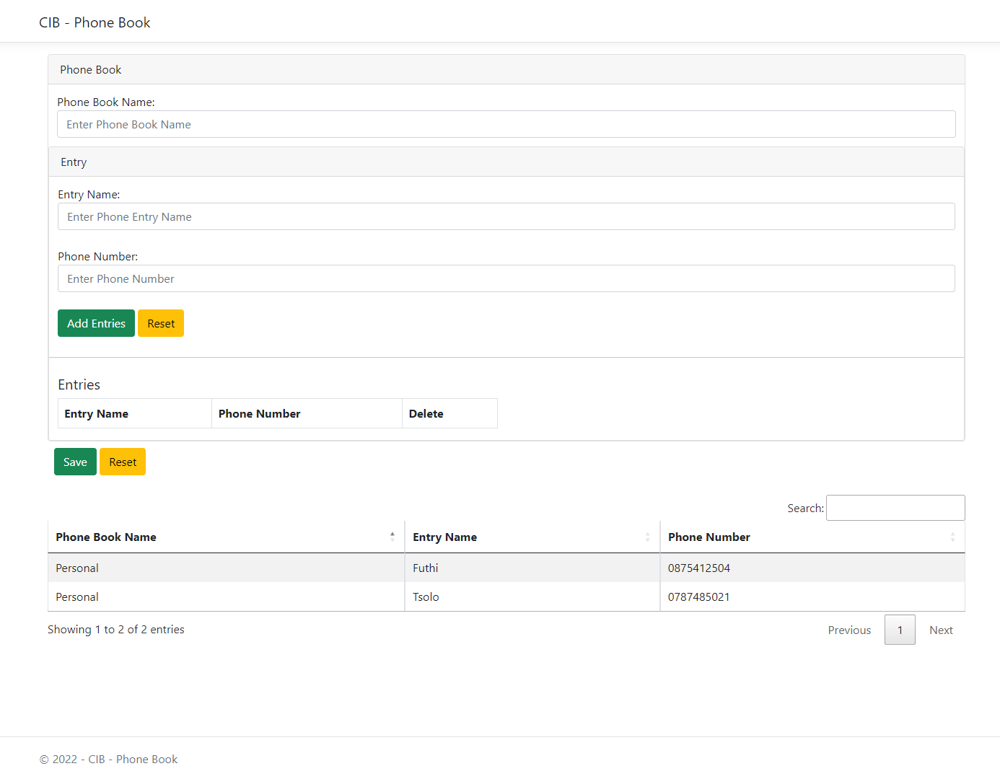 CIB - Phone Book
Phone Book
Phone Book Name:
Enter Phone Book Name
Entry
Entry Name:
Enter Phone Entry Name
Phone Number:
Enter Phone Number
Add Entries Reset
Entries
Entry Name Phone Number Delete
Save Reset
Search:
Phone Book Name Entry Name Phone Number
Personal Futhi 0875412504
Personal Tsolo 0787485021
Showing 1 to 2 of 2 entries Previous 1 Next
© 2022 - CIB - Phone Book